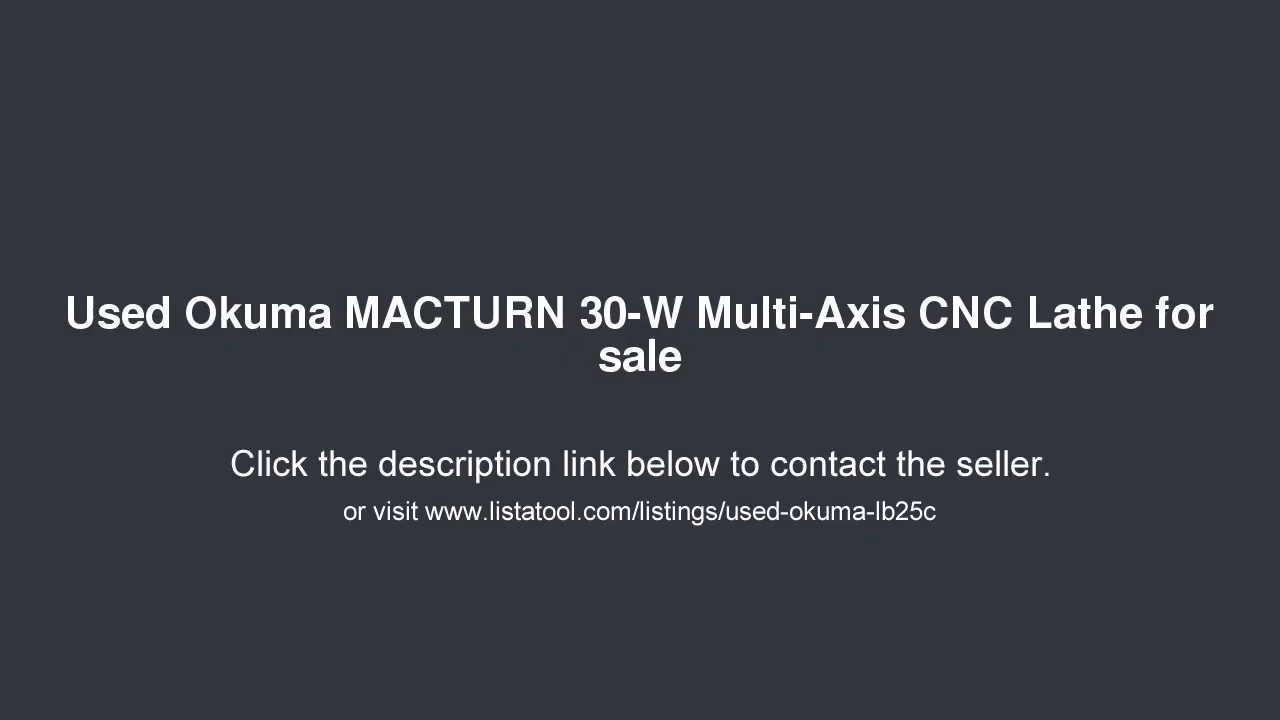 Used Okuma MACTURN 30-W Multi-Axis CNC Lathe for
sale
Click the description link below to contact the seller.
or visit www.listatool.com/listings/used-okuma-lb25c